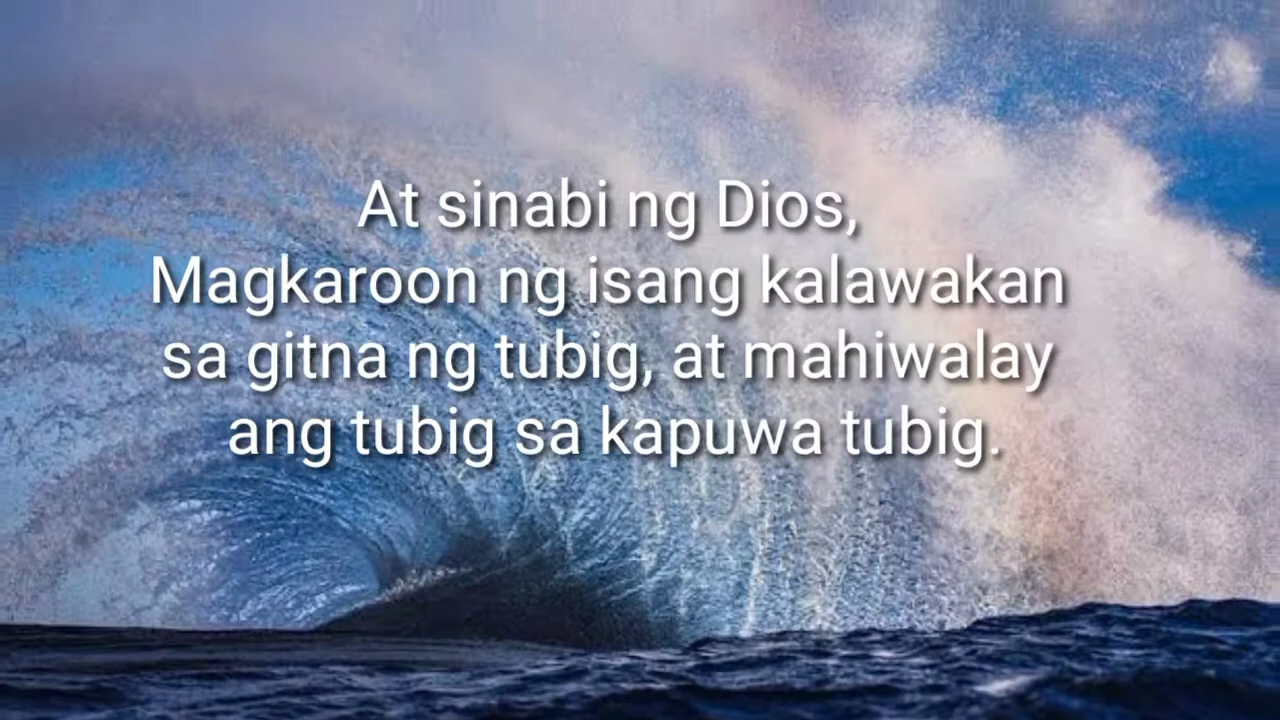 At sinabi ng Dios,
Magkaroon ng isang kalawakan
sa gitna ng tubig, at mahiwalay
ang tubig sa kapuwa tubig.